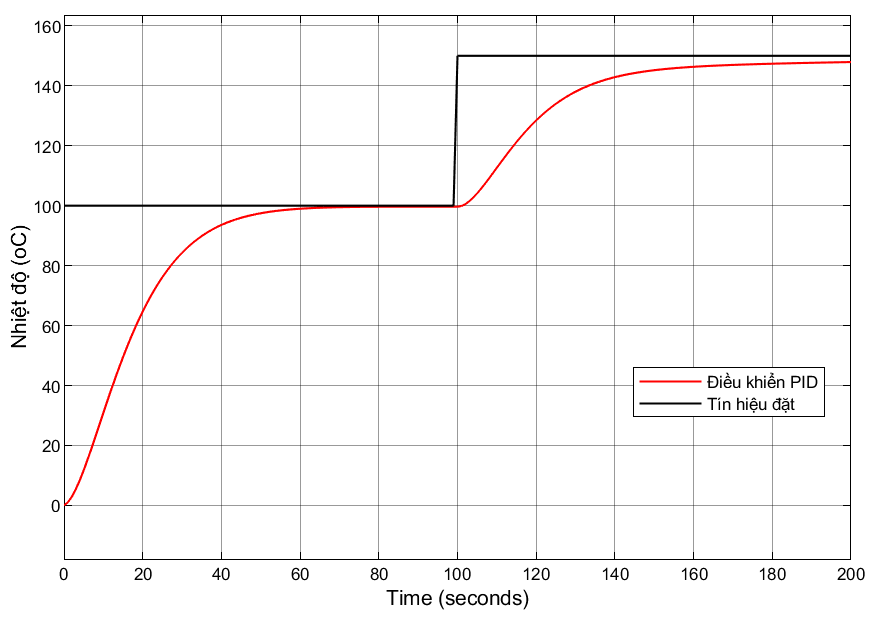 160
140
120
100
80
60
40
20
0
Nhiệt độ (oC)
Điều khiển PID
Tín hiệu đặt
0 20 40 60 80 100 120 140 160 180 200
Time (seconds)